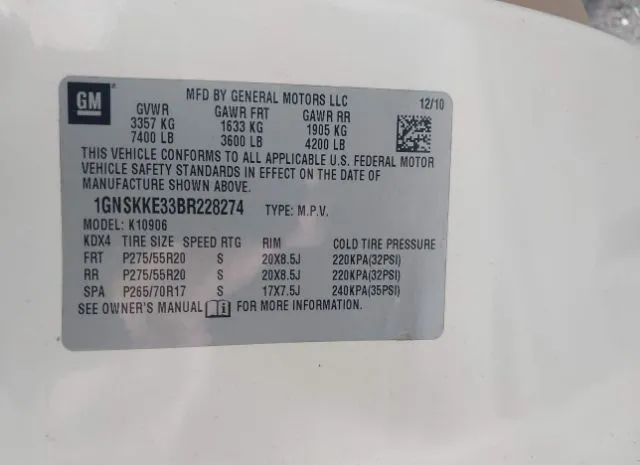 GM
MFD BY GENERAL MOTORS LLC 12/10
GVWR GAWR FRT GAWR RR
3357 KG 1633 KG 1905 KG
7400 LB 3600 LB 4200 LB
THIS VEHICLE CONFORMS TO ALL APPLICABLE U.S. FEDERAL MOTOR
VEHICLE SAFETY STANDARDS IN EFFECT ON THE DATE OF
MANUFACTURE SHOWN ABOVE.
1GNSKKE33BR228274 TYPE: M.P.V.
MODEL: K10906
KDX4 TIRE SIZE SPEED RTG RIM COLD TIRE PRESSURE
FRT P275/55R20 S 20X8.5J 220KPA(32PSI)
RR P275/55R20 S 20X8.5J 220KPA(32PSI)
SPA P265/70R17 S 17X7.5J 240KPA(35PSI)
SEE OWNER'S MANUAL FOR MORE INFORMATION.